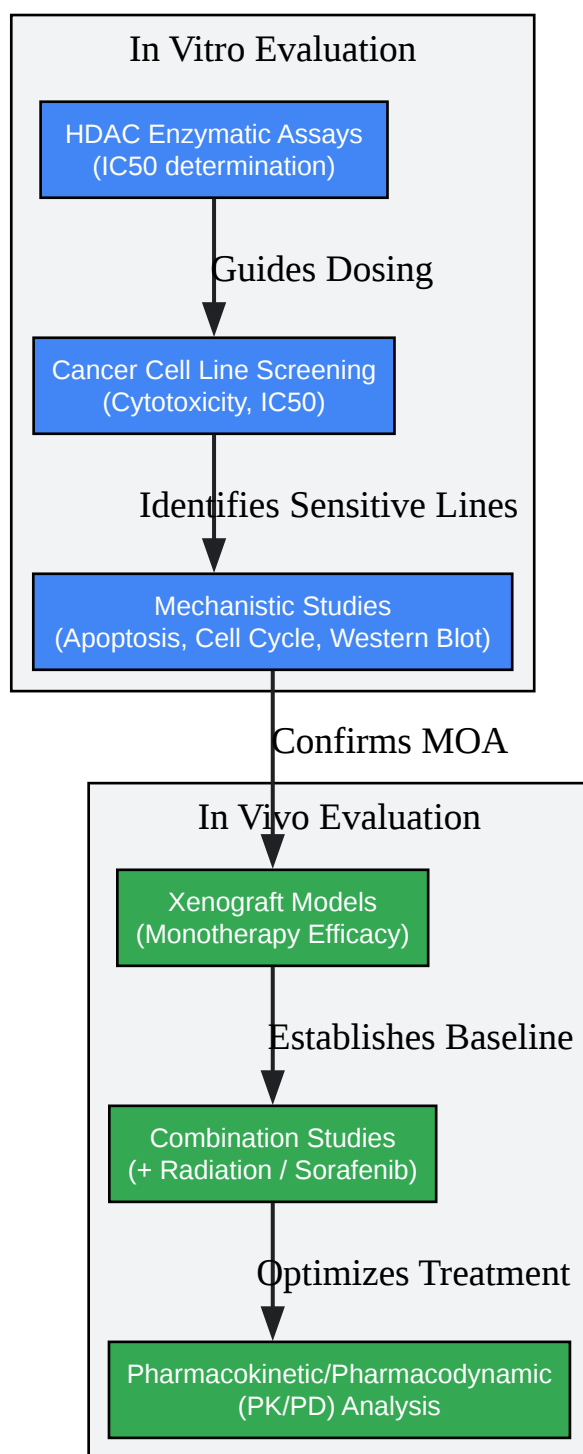 In Vitro Evaluation
HDAC Enzymatic Assays
(IC50 determination)
Guides Dosing
Cancer Cell Line Screening
(Cytotoxicity, IC50)
Identifies Sensitive Lines
Mechanistic Studies
(Apoptosis, Cell Cycle, Western Blot)
Confirms MOA
In Vivo Evaluation
Xenograft Models
(Monotherapy Efficacy)
Establishes Baseline
Combination Studies
(+ Radiation / Sorafenib)
Optimizes Treatment
Pharmacokinetic/Pharmacodynamic
(PK/PD) Analysis